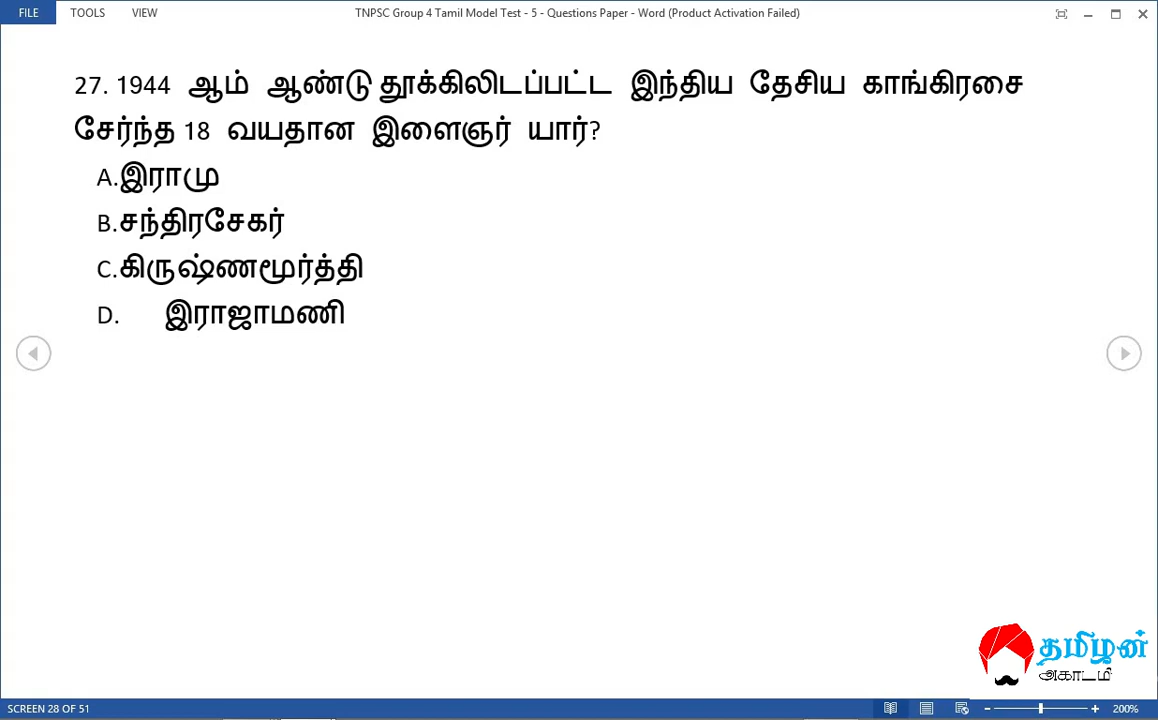 FILE TOOLS VIEW TNPSC Group 4 Tamil Model Test - 5 - Questions Paper - Word (Product Activation Failed)
27. 1944 ஆம் ஆண்டு தூக்கிலிடப்பட்ட இந்திய தேசிய காங்கிரசை
சேர்ந்த 18 வயதான இளைஞர் யார்?
A.இராமு
B.சந்திரசேகர்
C.கிருஷ்ணமூர்த்தி
D. இராஜாமணி
தமிழன்
அகாடமி
SCREEN 28 OF 51 200%